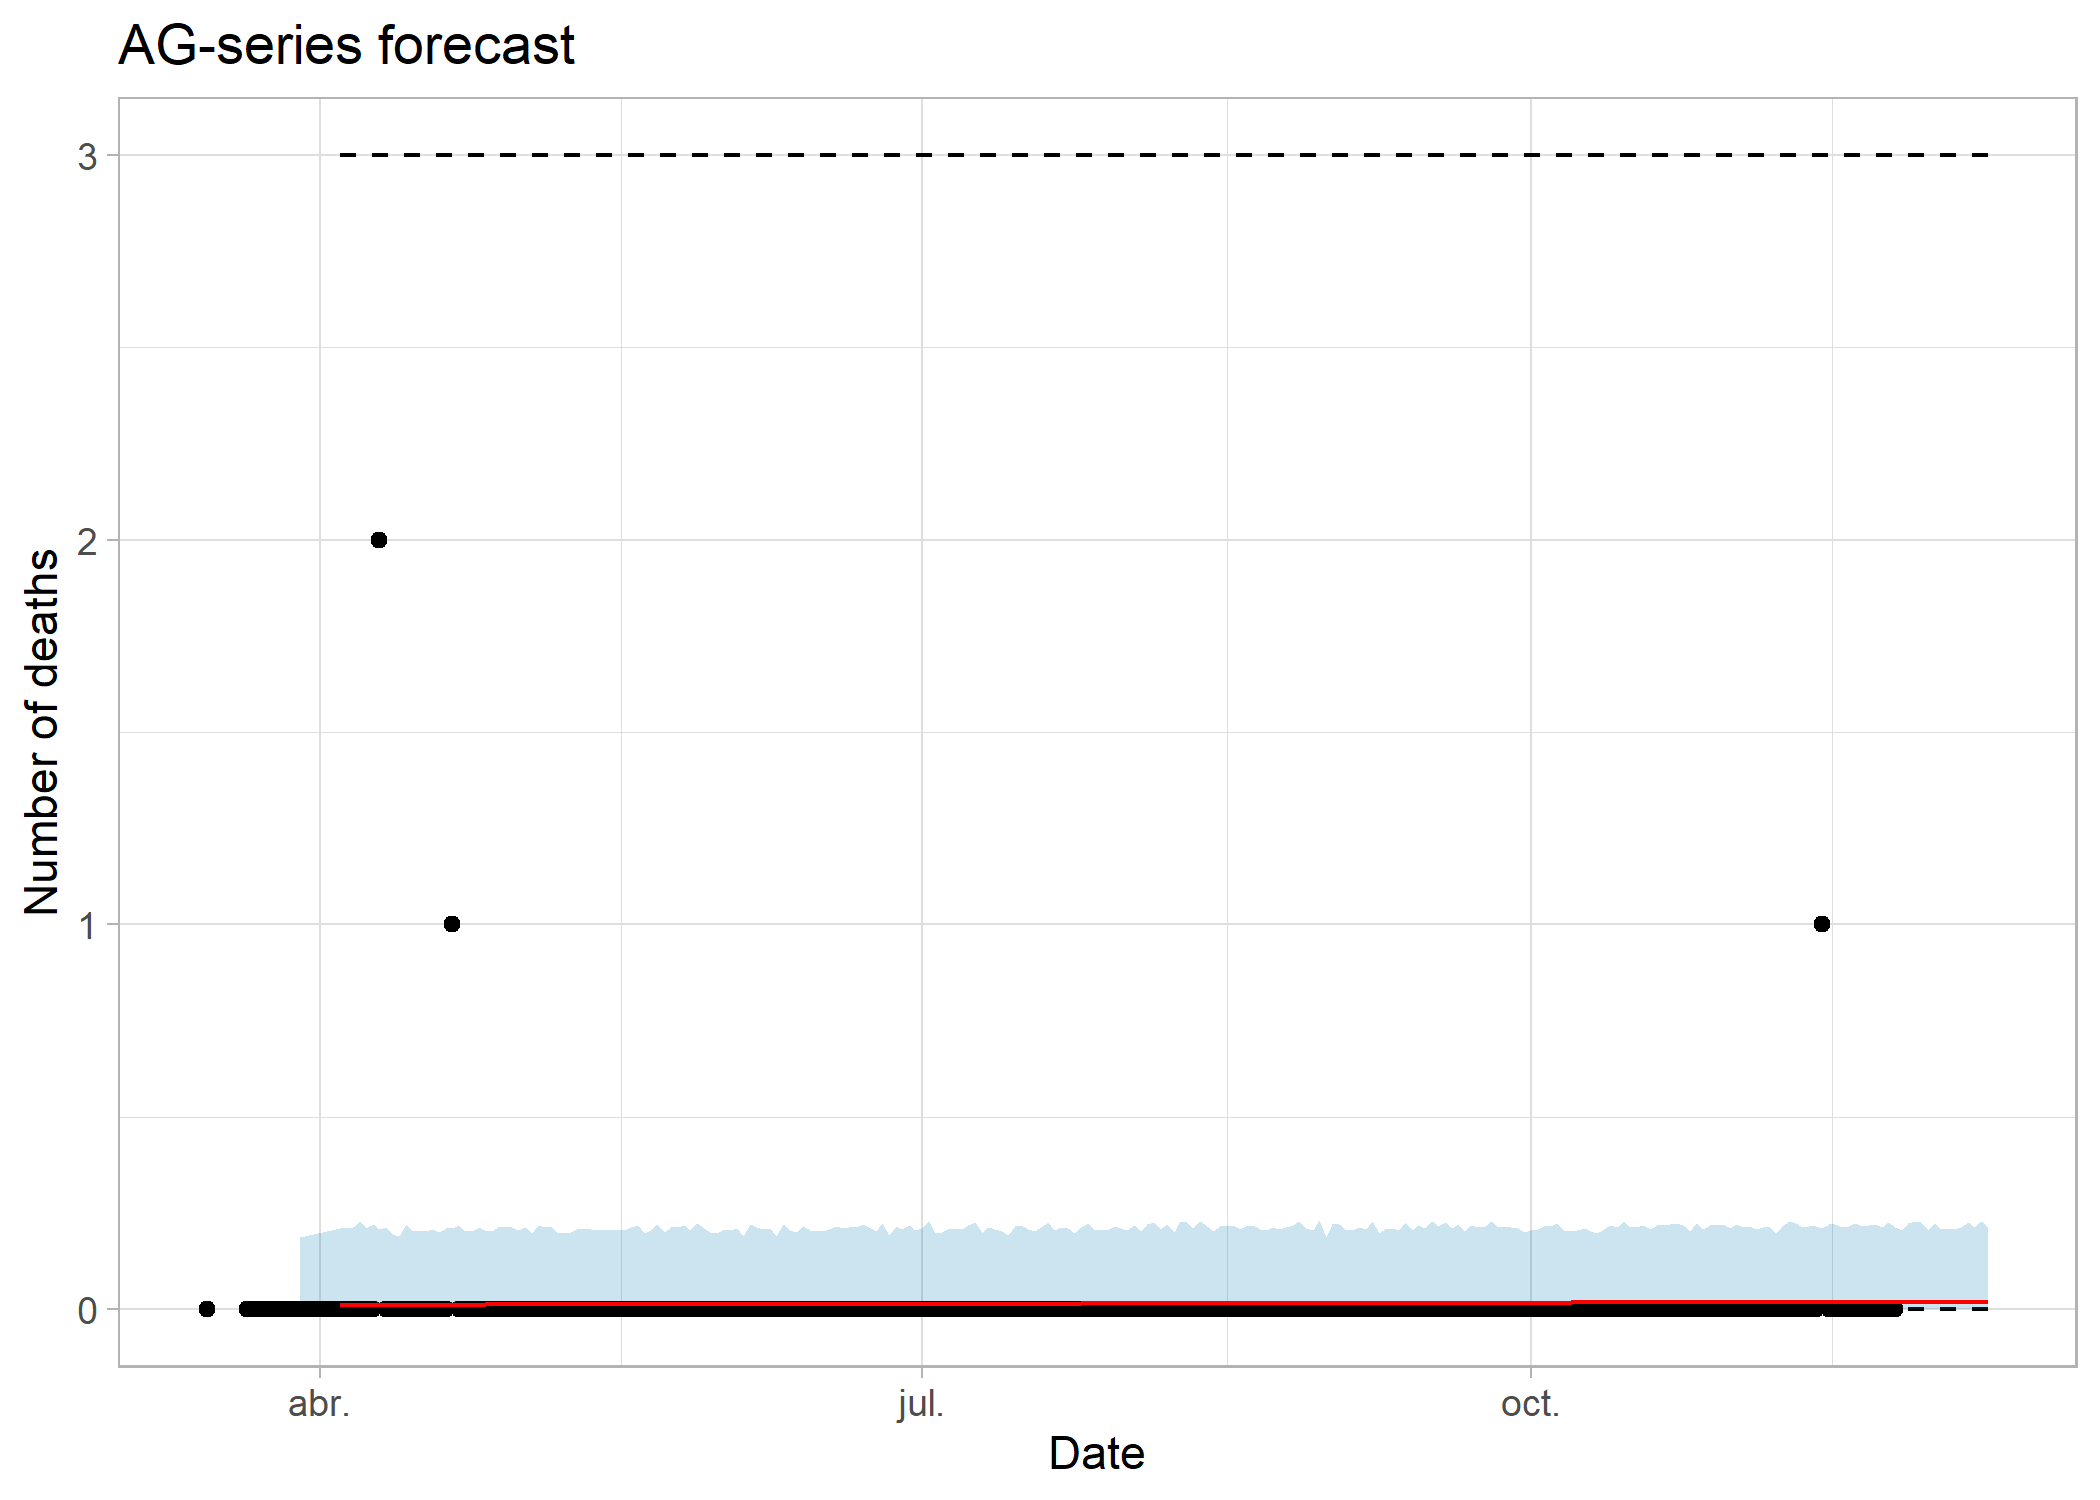 AG-series forecast
3
2
1
0
Number of deaths
abr.
jul.
oct.
Date